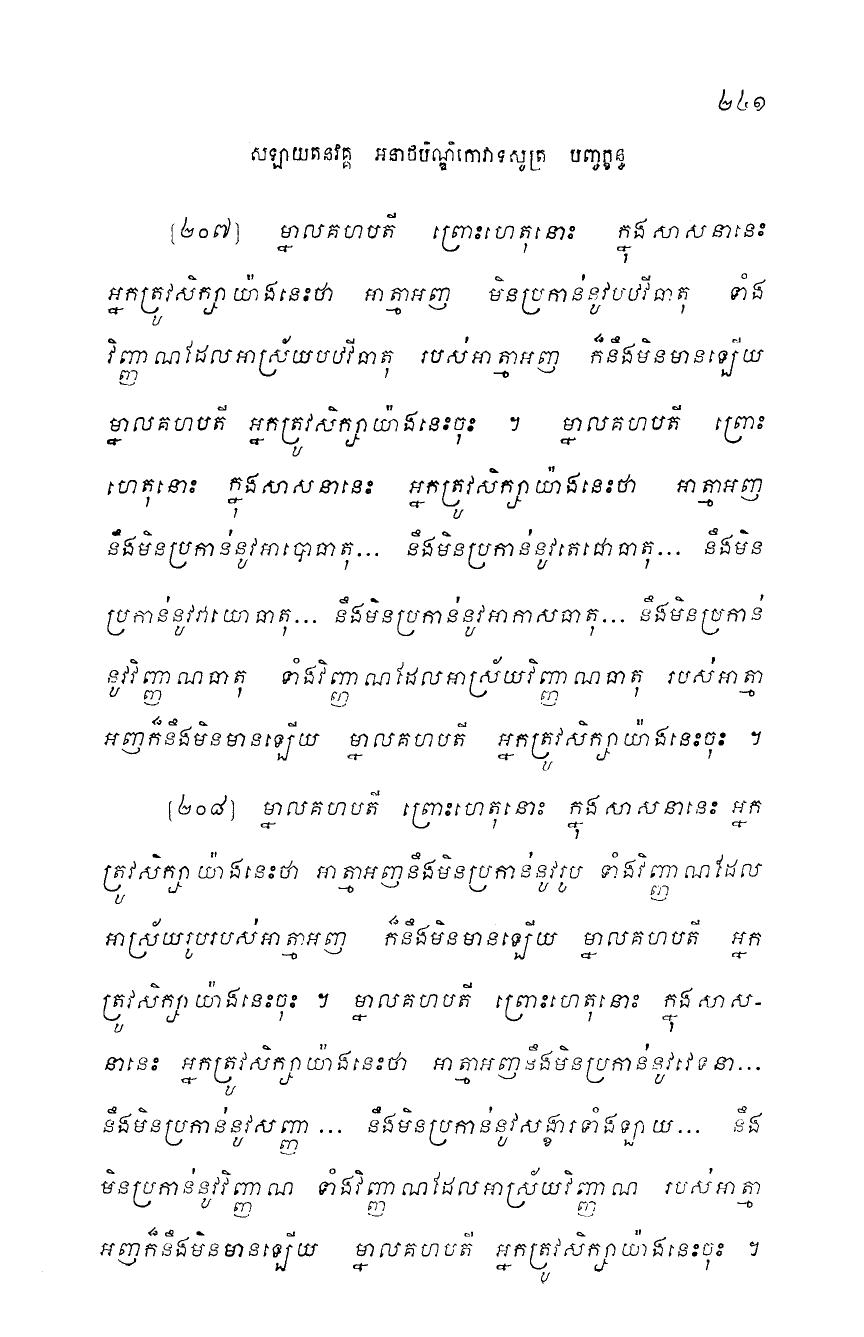 ២៤១
សឡាយតនវគ្គ អនាថបិណ្ឌិកោវាទសូត្រ បញ្ចក្ខន្ធ
[២០៧] ម្នាលគហបតី ព្រោះហេតុនោះ ក្នុងសាសនានេះ
អ្នកត្រូវសិក្សាយ៉ាងនេះថា អាត្មាអញ មិនប្រកាន់នូវបឋវីធាតុ ទាំង
វិញ្ញាណដែលអាស្រ័យបឋវីធាតុ របស់អាត្មាអញ ក៏នឹងមិនមានឡើយ
ម្នាលគហបតី អ្នកត្រូវសិក្សាយ៉ាងនេះចុះ ។ ម្នាលគហបតី ព្រោះ
ហេតុនោះ ក្នុងសាសនានេះ អ្នកត្រូវសិក្សាយ៉ាងនេះថា អាត្មាអញ
នឹងមិនប្រកាន់នូវអាបោធាតុ... នឹងមិនប្រកាន់នូវតេជោធាតុ... នឹងមិន
ប្រកាន់នូវវាយោធាតុ... នឹងមិនប្រកាន់នូវអាកាសធាតុ... នឹងមិនប្រកាន់
នូវវិញ្ញាណធាតុ ទាំងវិញ្ញាណដែលអាស្រ័យវិញ្ញាណធាតុ របស់អាត្មា
អញក៏នឹងមិនមានឡើយ ម្នាលគហបតី អ្នកត្រូវសិក្សាយ៉ាងនេះចុះ ។
[២០៨] ម្នាលគហបតី ព្រោះហេតុនោះ ក្នុងសាសនានេះ អ្នក
ត្រូវសិក្សាយ៉ាងនេះថា អាត្មាអញនឹងមិនប្រកាន់នូវរូប ទាំងវិញ្ញាណដែល
អាស្រ័យរូបរបស់អាត្មាអញ ក៏នឹងមិនមានឡើយ ម្នាលគហបតី អ្នក
ត្រូវសិក្សាយ៉ាងនេះចុះ ។ ម្នាលគហបតី ព្រោះហេតុនោះ ក្នុងសាស-
នានេះ អ្នកត្រូវសិក្សាយ៉ាងនេះថា អាត្មាអញនឹងមិនប្រកាន់នូវវេទនា...
នឹងមិនប្រកាន់នូវសញ្ញា ... នឹងមិនប្រកាន់នូវសង្ខារទាំងឡាយ... នឹង
មិនប្រកាន់នូវវិញ្ញាណ ទាំងវិញ្ញាណដែលអាស្រ័យវិញ្ញាណ របស់អាត្មា
អញក៏នឹងមិនមានឡើយ ម្នាលគហបតី អ្នកត្រូវសិក្សាយ៉ាងនេះចុះ ។